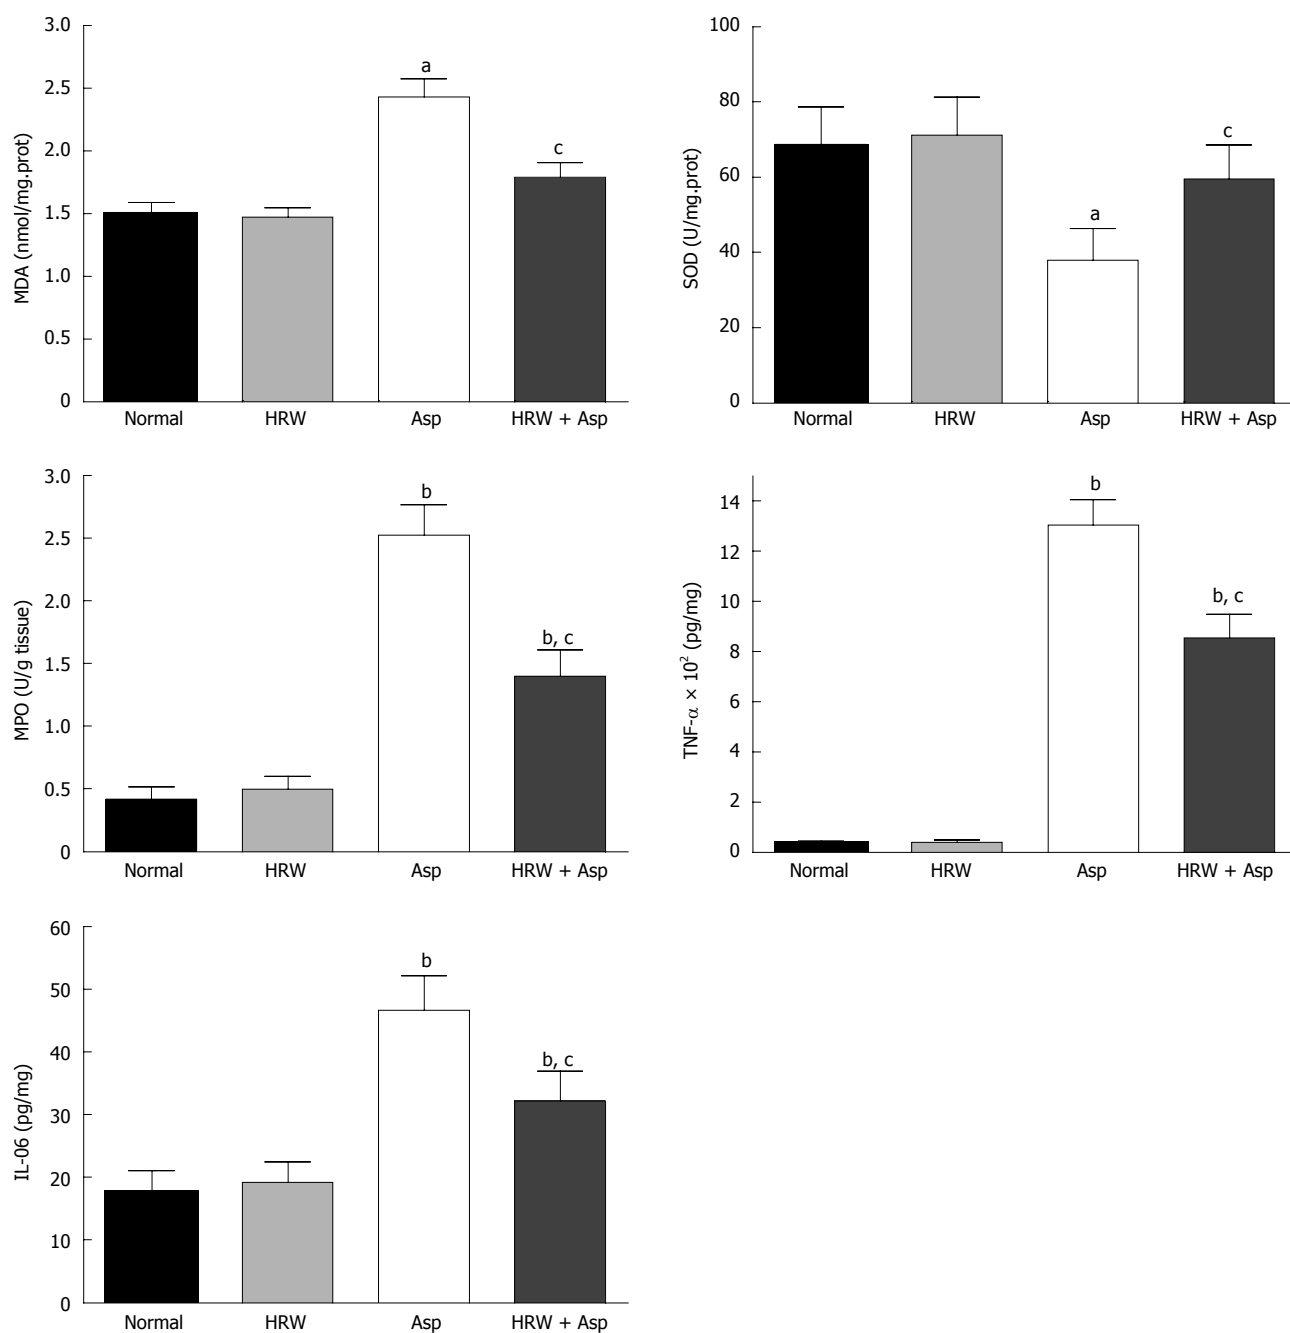 3.0
2.5
2.0
1.5
1.0
0.5
0
MDA (nmol/mg.prot)
a
c
Normal HRW Asp HRW + Asp
100
80
60
40
20
0
SOD (U/mg.prot)
a
c
Normal HRW Asp HRW + Asp
3.0
2.5
2.0
1.5
1.0
0.5
0
MPO (U/g tissue)
b
b, c
Normal HRW Asp HRW + Asp
14
12
10
8
6
4
2
0
TNF-α × 10² (pg/mg)
b
b, c
Normal HRW Asp HRW + Asp
60
50
40
30
20
10
0
IL-06 (pg/mg)
b
b, c
Normal HRW Asp HRW + Asp